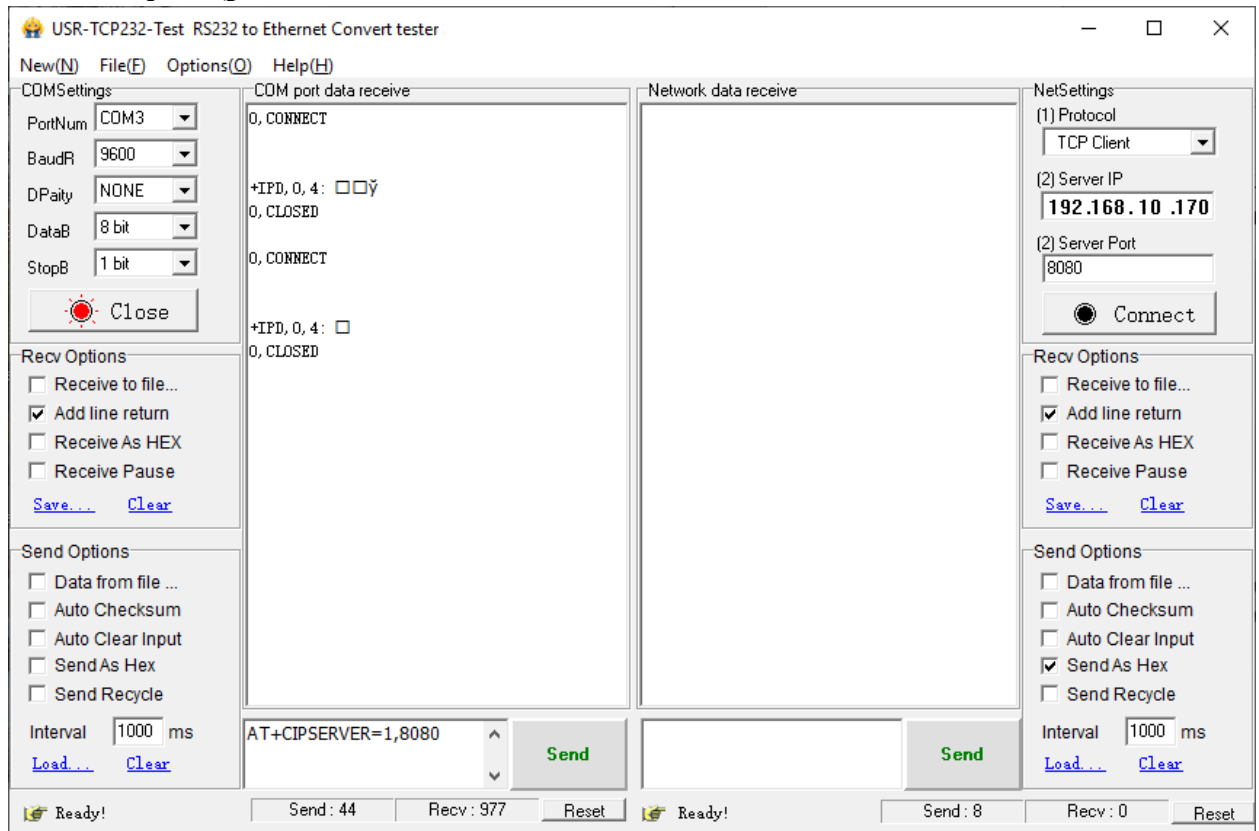 USR-TCP232-Test RS232 to Ethernet Convert tester
New(N) File(F) Options(O) Help(H)
COMSettings
PortNum COM3
BaudR 9600
DPaity NONE
DataB 8 bit
StopB 1 bit
Close
Recv Options
Receive to file...
Add line return
Receive As HEX
Receive Pause
Save... Clear
Send Options
Data from file ...
Auto Checksum
Auto Clear Input
Send As Hex
Send Recycle
Interval 1000 ms
Load... Clear
COM port data receive
0, CONNECT
+IPD, 0, 4: □□ў
0, CLOSED
0, CONNECT
+IPD, 0, 4: □
0, CLOSED
AT+CIPSERVER=1,8080
Send
Network data receive
Send
NetSettings
(1) Protocol
TCP Client
(2) Server IP
192.168.10.170
(2) Server Port
8080
Connect
Recv Options
Receive to file...
Add line return
Receive As HEX
Receive Pause
Save... Clear
Send Options
Data from file ...
Auto Checksum
Auto Clear Input
Send As Hex
Send Recycle
Interval 1000 ms
Load... Clear
Ready! Send : 44 Recv : 977 Reset
Ready! Send : 8 Recv : 0 Reset